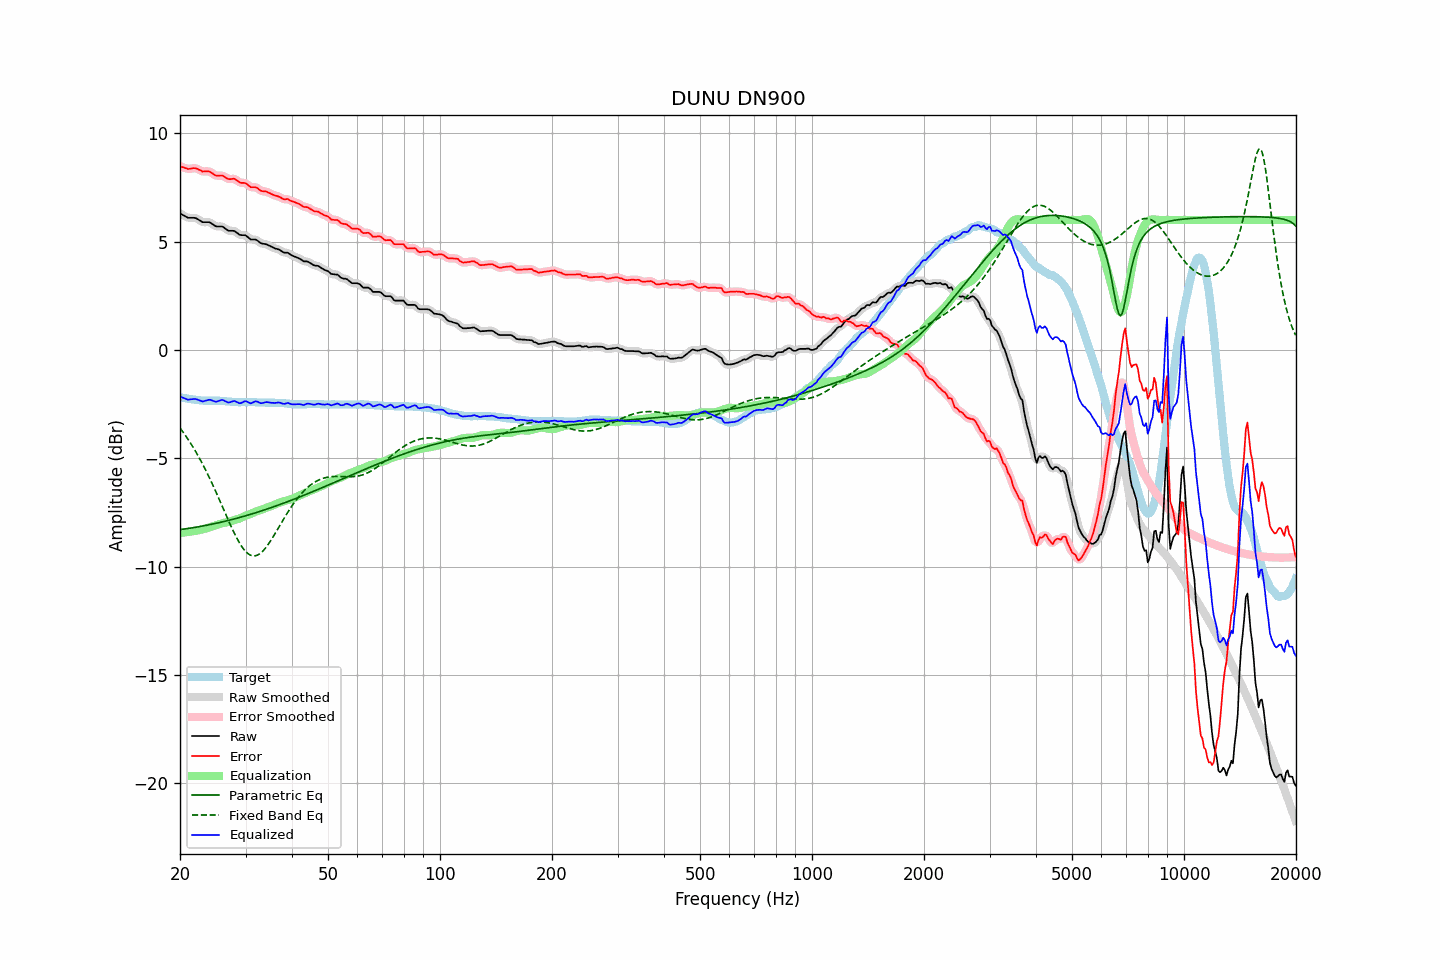 DUNU DN900
Amplitude (dBr)
10
5
0
−5
−10
−15
−20
Target
Raw Smoothed
Error Smoothed
Raw
Error
Equalization
Parametric Eq
Fixed Band Eq
Equalized
20 50 100 200 500 1000 2000 5000 10000 20000
Frequency (Hz)